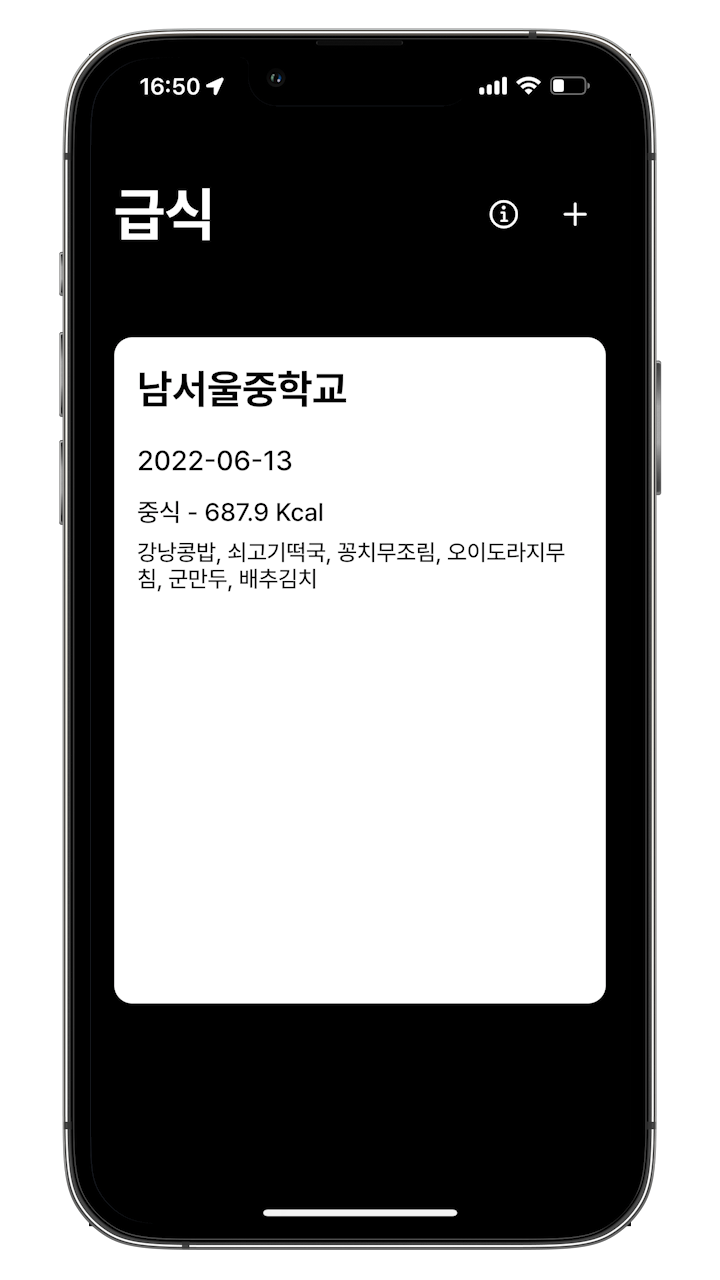 16:50
급식
남서울중학교
2022-06-13
중식 - 687.9 Kcal
강낭콩밥, 쇠고기떡국, 꽁치무조림, 오이도라지무
침, 군만두, 배추김치